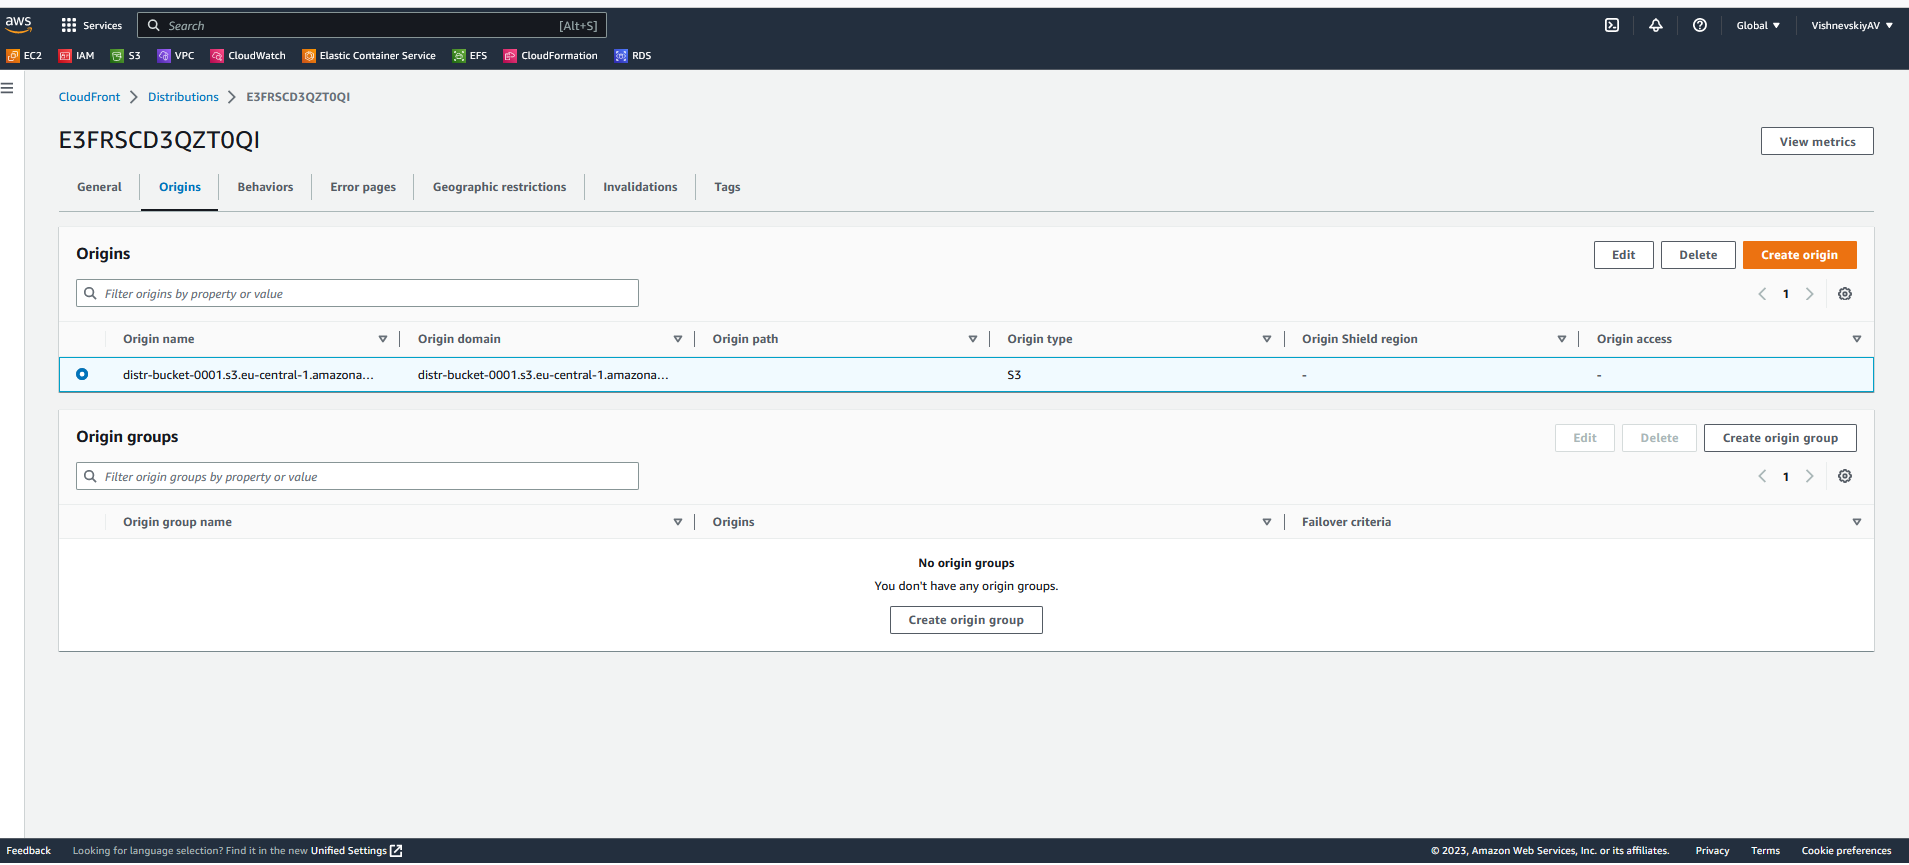 aws Services Search [Alt+S] Global VishnevskiyAV
EC2 IAM S3 VPC CloudWatch Elastic Container Service EFS CloudFormation RDS
CloudFront Distributions E3FRSCD3QZT0QI
E3FRSCD3QZT0QI
View metrics
General Origins Behaviors Error pages Geographic restrictions Invalidations Tags
Origins
Edit Delete Create origin
Filter origins by property or value
1
Origin name Origin domain Origin path Origin type Origin Shield region Origin access
distr-bucket-0001.s3.eu-central-1.amazona... distr-bucket-0001.s3.eu-central-1.amazona... S3 - -
Origin groups
Edit Delete Create origin group
Filter origin groups by property or value
1
Origin group name Origins Failover criteria
No origin groups
You don't have any origin groups.
Create origin group
Feedback Looking for language selection? Find it in the new Unified Settings © 2023, Amazon Web Services, Inc. or its affiliates. Privacy Terms Cookie preferences